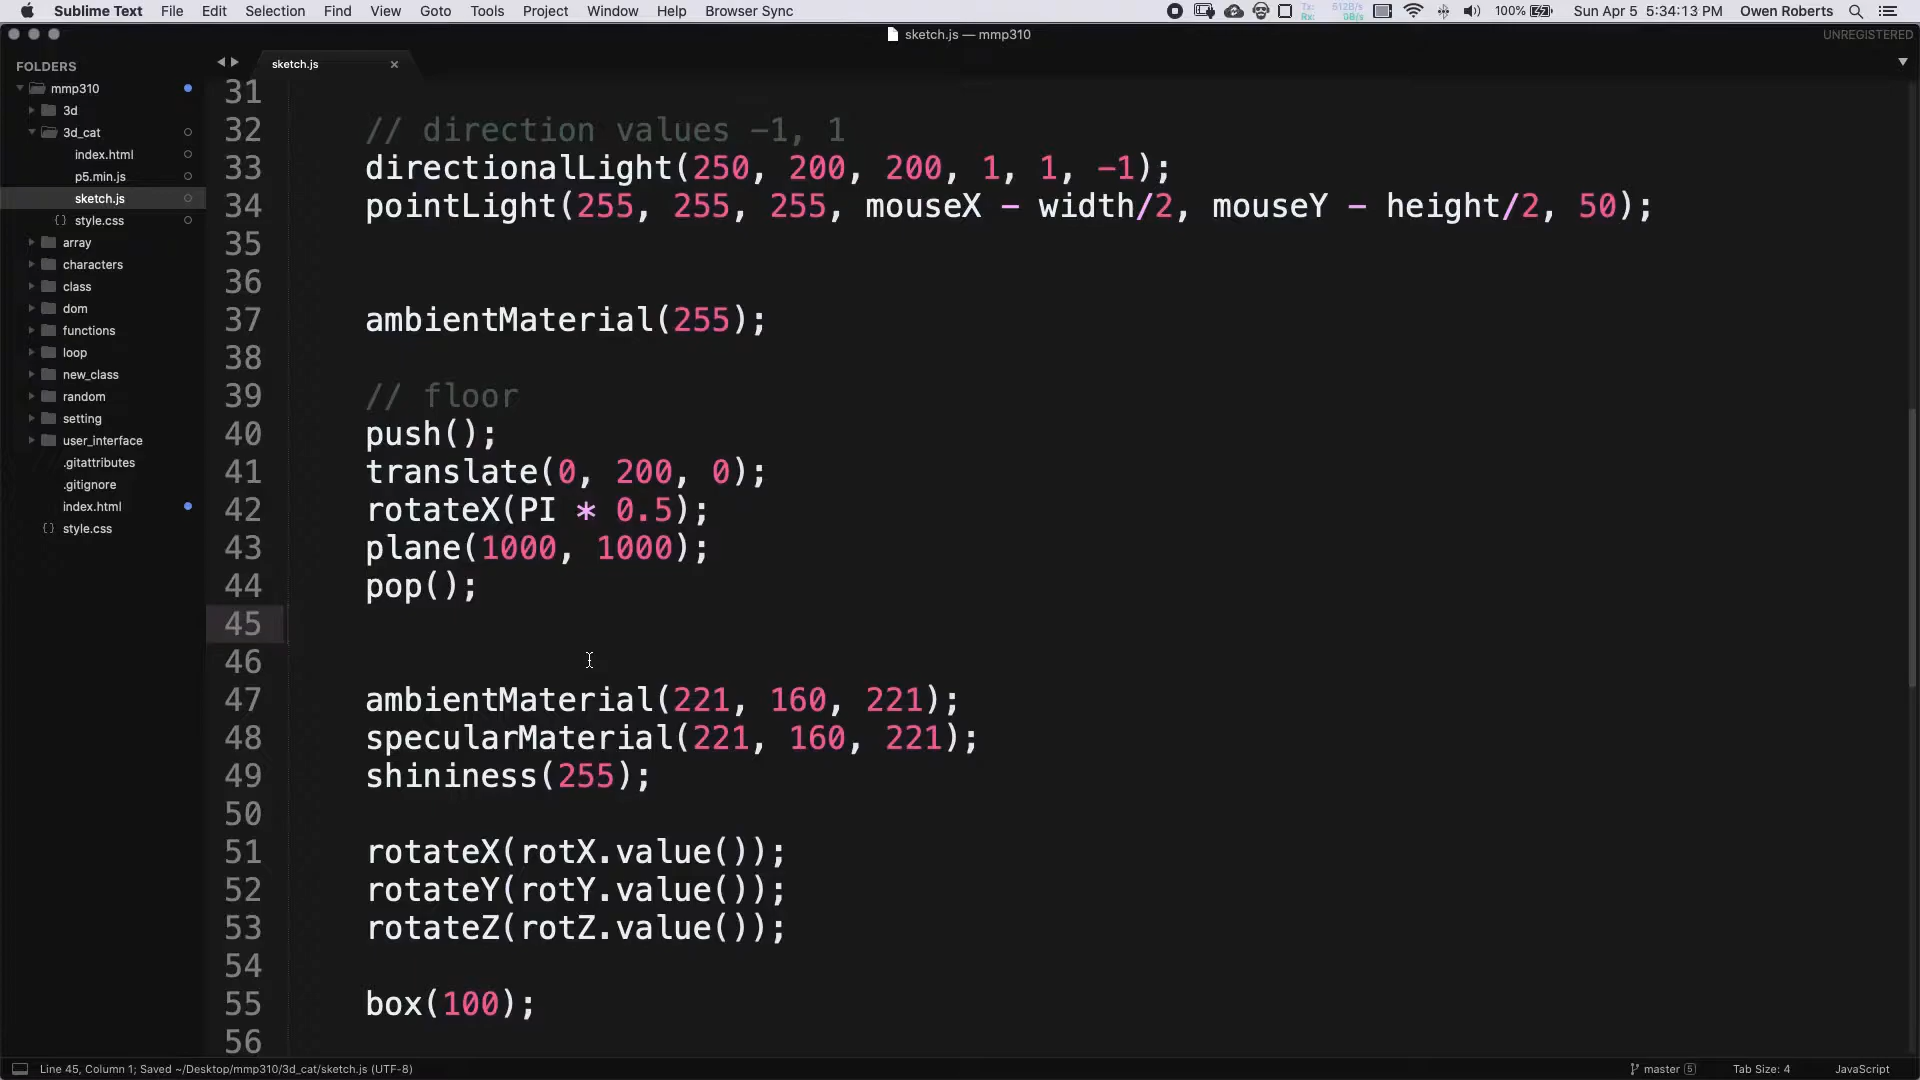 Sublime Text File Edit Selection Find View Goto Tools Project Window Help Browser Sync
Tx: 512B/s
Rx: 0B/s
100% Sun Apr 5 5:34:13 PM Owen Roberts
sketch.js — mmp310
UNREGISTERED
FOLDERS
mmp310
3d
3d_cat
index.html
p5.min.js
sketch.js
{} style.css
array
characters
class
dom
functions
loop
new_class
random
setting
user_interface
.gitattributes
.gitignore
index.html
{} style.css
sketch.js ×
31
32 // direction values -1, 1
33 directionalLight(250, 200, 200, 1, 1, -1);
34 pointLight(255, 255, 255, mouseX - width/2, mouseY - height/2, 50);
35
36
37 ambientMaterial(255);
38
39 // floor
40 push();
41 translate(0, 200, 0);
42 rotateX(PI * 0.5);
43 plane(1000, 1000);
44 pop();
45
46
47 ambientMaterial(221, 160, 221);
48 specularMaterial(221, 160, 221);
49 shininess(255);
50
51 rotateX(rotX.value());
52 rotateY(rotY.value());
53 rotateZ(rotZ.value());
54
55 box(100);
56
Line 45, Column 1; Saved ~/Desktop/mmp310/3d_cat/sketch.js (UTF-8)
master 5 Tab Size: 4 JavaScript